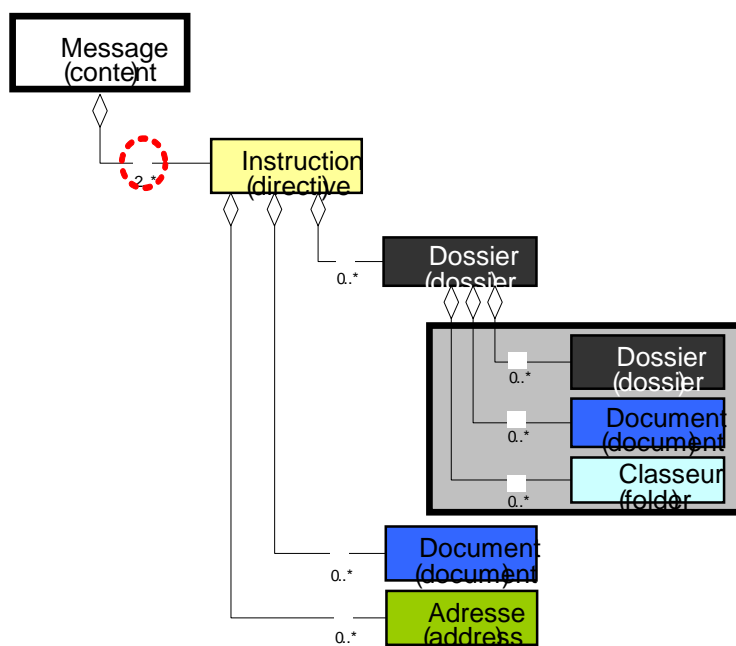 Message
(content)
2..*
Instruction
(directive
0..*
Dossier
(dossier
0..*
Dossier
(dossier
0..*
Document
(document
0..*
Classeur
(folder
0..*
Document
(document
0..*
Adresse
(address